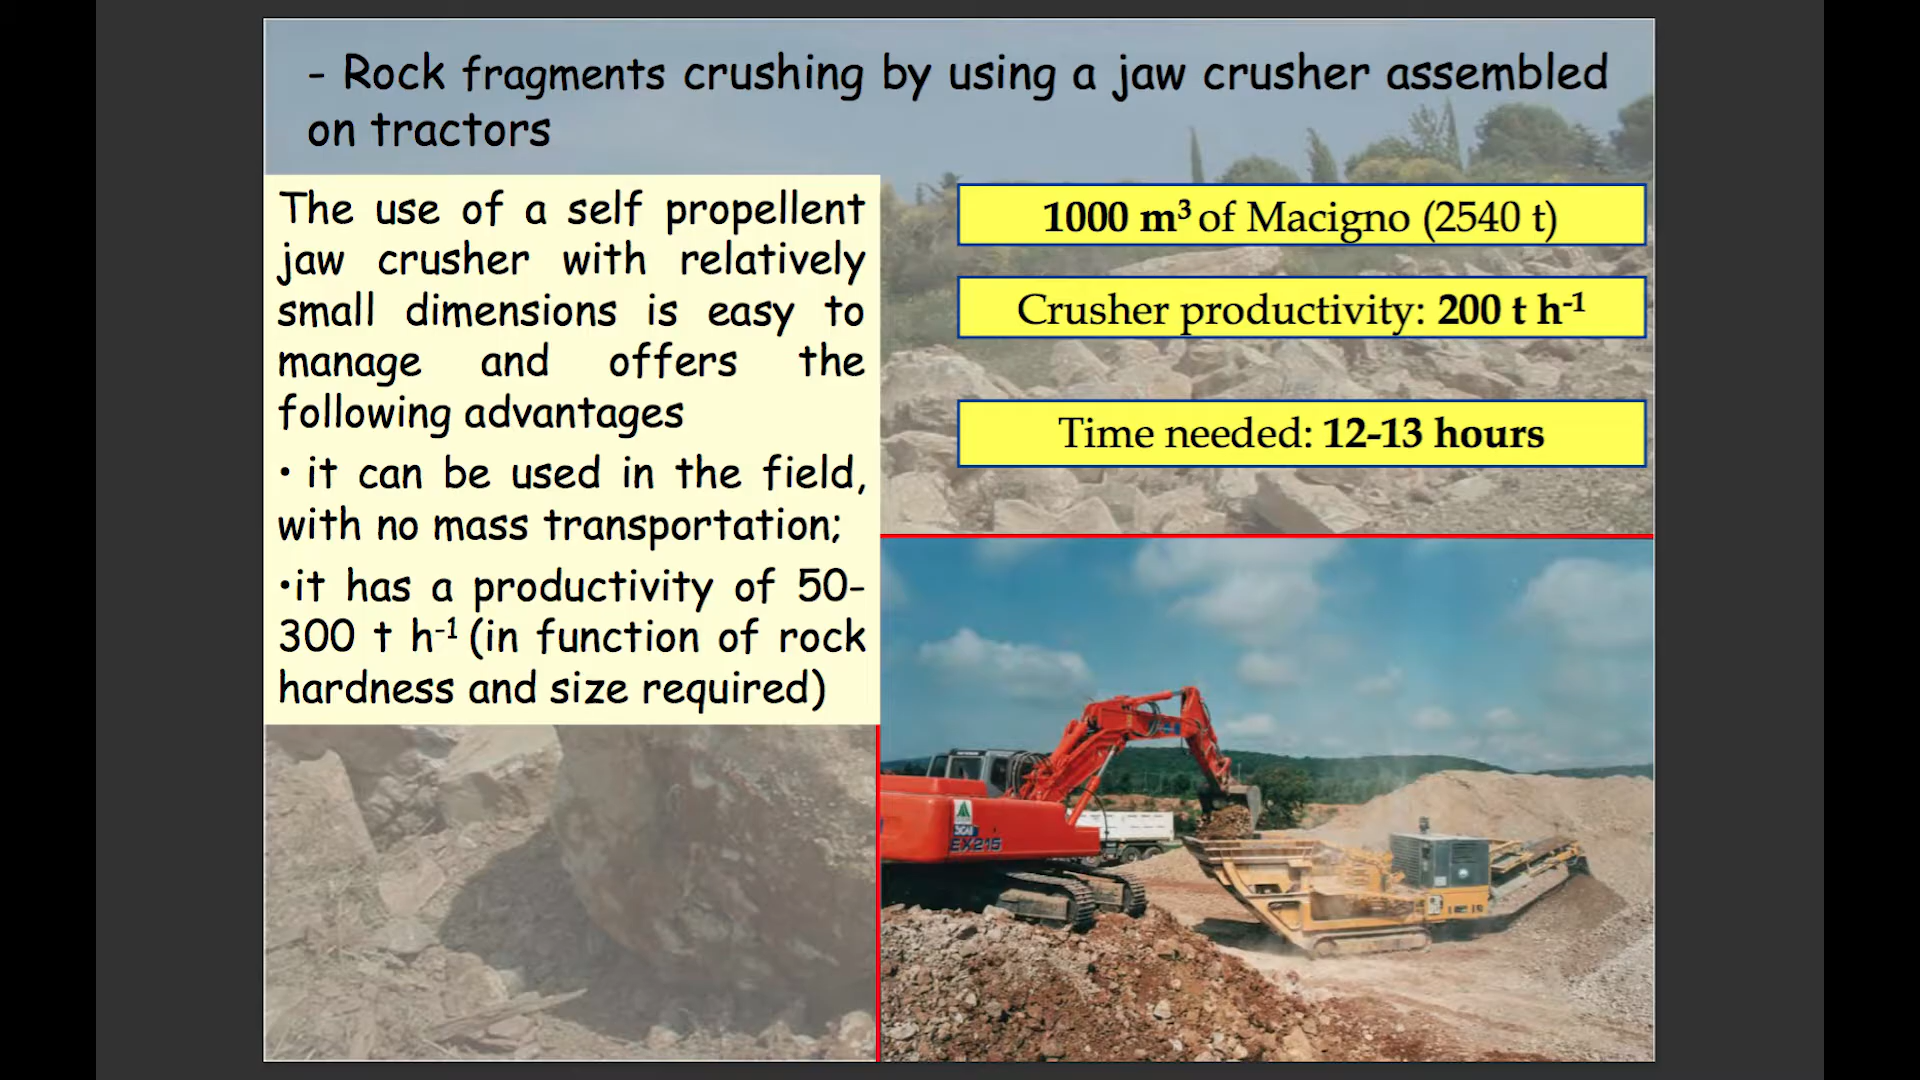 - Rock fragments crushing by using a jaw crusher assembled
on tractors
The use of a self propellent
jaw crusher with relatively
small dimensions is easy to
manage and offers the
following advantages
• it can be used in the field,
with no mass transportation;
•it has a productivity of 50-
300 t h-¹ (in function of rock
hardness and size required)
1000 m³ of Macigno (2540 t)
Crusher productivity: 200 t h-¹
Time needed: 12-13 hours
EX215